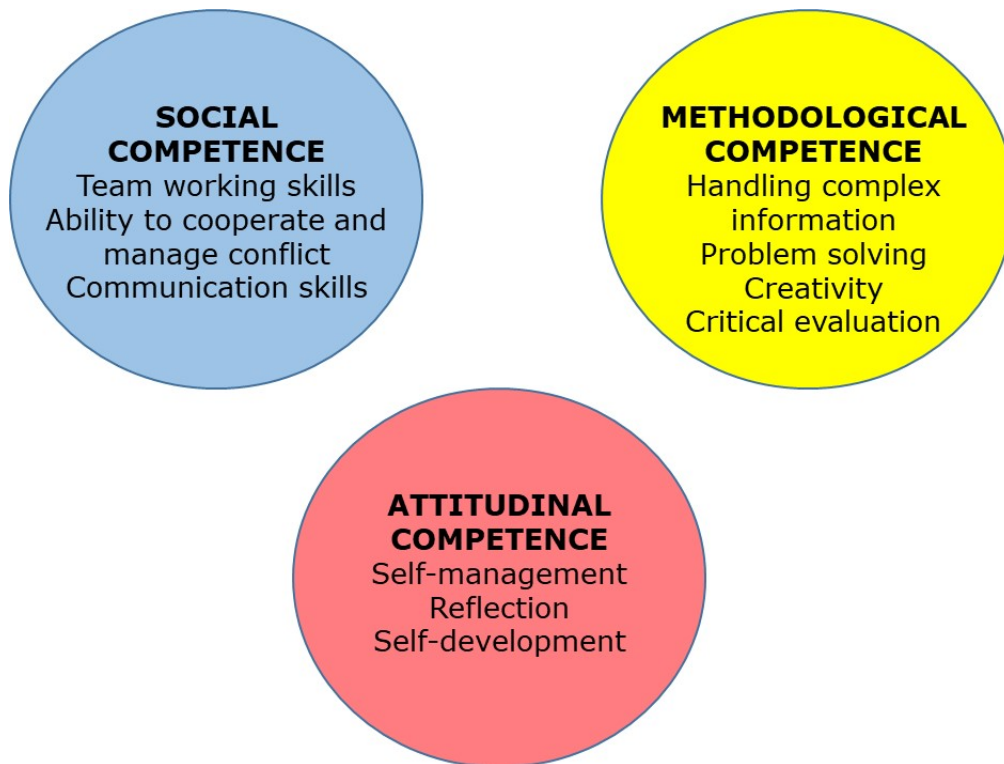 SOCIAL
COMPETENCE
Team working skills
Ability to cooperate and
manage conflict
Communication skills
METHODOLOGICAL
COMPETENCE
Handling complex
information
Problem solving
Creativity
Critical evaluation
ATTITUDINAL
COMPETENCE
Self-management
Reflection
Self-development